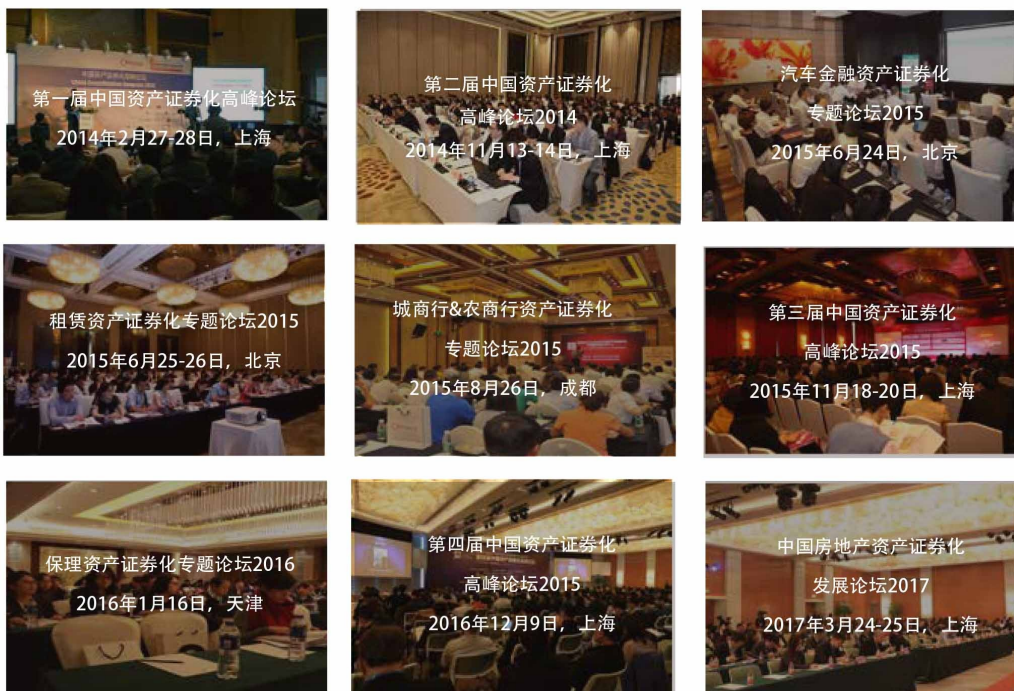 第一届中国资产证券化高峰论坛
2014年2月27-28日，上海
第二届中国资产证券化
高峰论坛2014
2014年11月13-14日，上海
汽车金融资产证券化
专题论坛2015
2015年6月24日，北京
租赁资产证券化专题论坛2015
2015年6月25-26日，北京
城商行&农商行资产证券化
专题论坛2015
2015年8月26日，成都
第三届中国资产证券化
高峰论坛2015
2015年11月18-20日，上海
保理资产证券化专题论坛2016
2016年1月16日，天津
第四届中国资产证券化
高峰论坛2015
2016年12月9日，上海
中国房地产资产证券化
发展论坛2017
2017年3月24-25日，上海